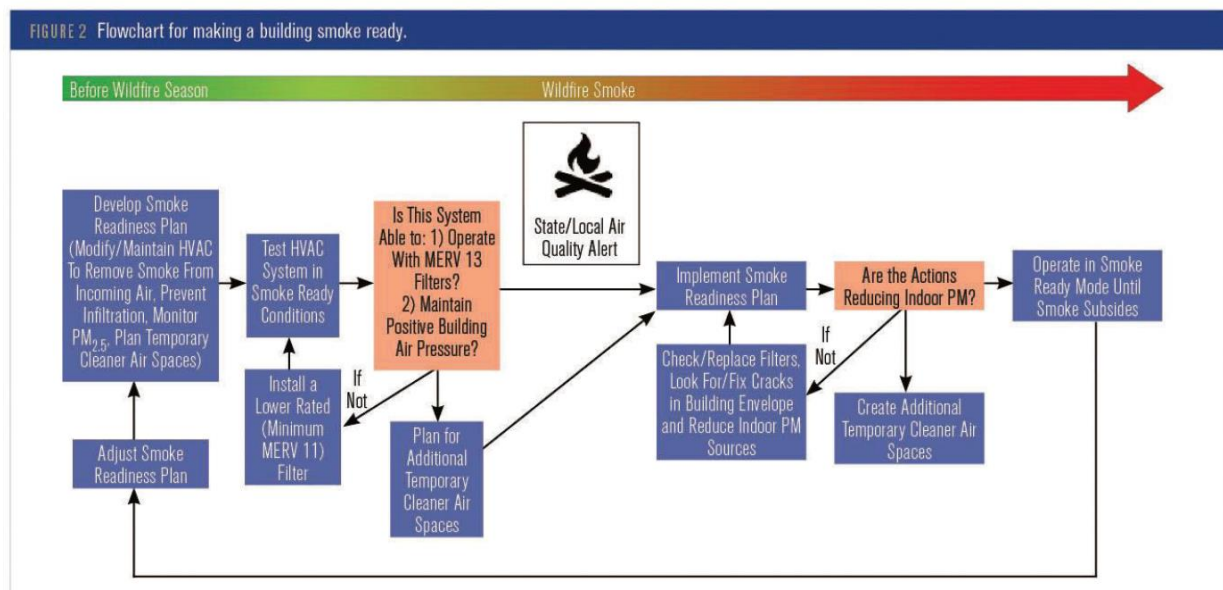 FIGURE 2 Flowchart for making a building smoke ready.
Before Wildfire Season
Wildfire Smoke
State/Local Air
Quality Alert
Develop Smoke
Readiness Plan
(Modify/Maintain HVAC
To Remove Smoke From
Incoming Air, Prevent
Infiltration, Monitor
PM2.5, Plan Temporary
Cleaner Air Spaces)
Test HVAC
System in
Smoke Ready
Conditions
Is This System
Able to: 1) Operate
With MERV 13
Filters?
2) Maintain
Positive Building
Air Pressure?
Implement Smoke
Readiness Plan
Are the Actions
Reducing Indoor PM?
Operate in Smoke
Ready Mode Until
Smoke Subsides
If
Not
Install a
Lower Rated
(Minimum
MERV 11)
Filter
Plan for
Additional
Temporary
Cleaner Air
Spaces
If
Not
Check/Replace Filters,
Look For/Fix Cracks
in Building Envelope
and Reduce Indoor PM
Sources
Create Additional
Temporary Cleaner Air
Spaces
Adjust Smoke
Readiness Plan